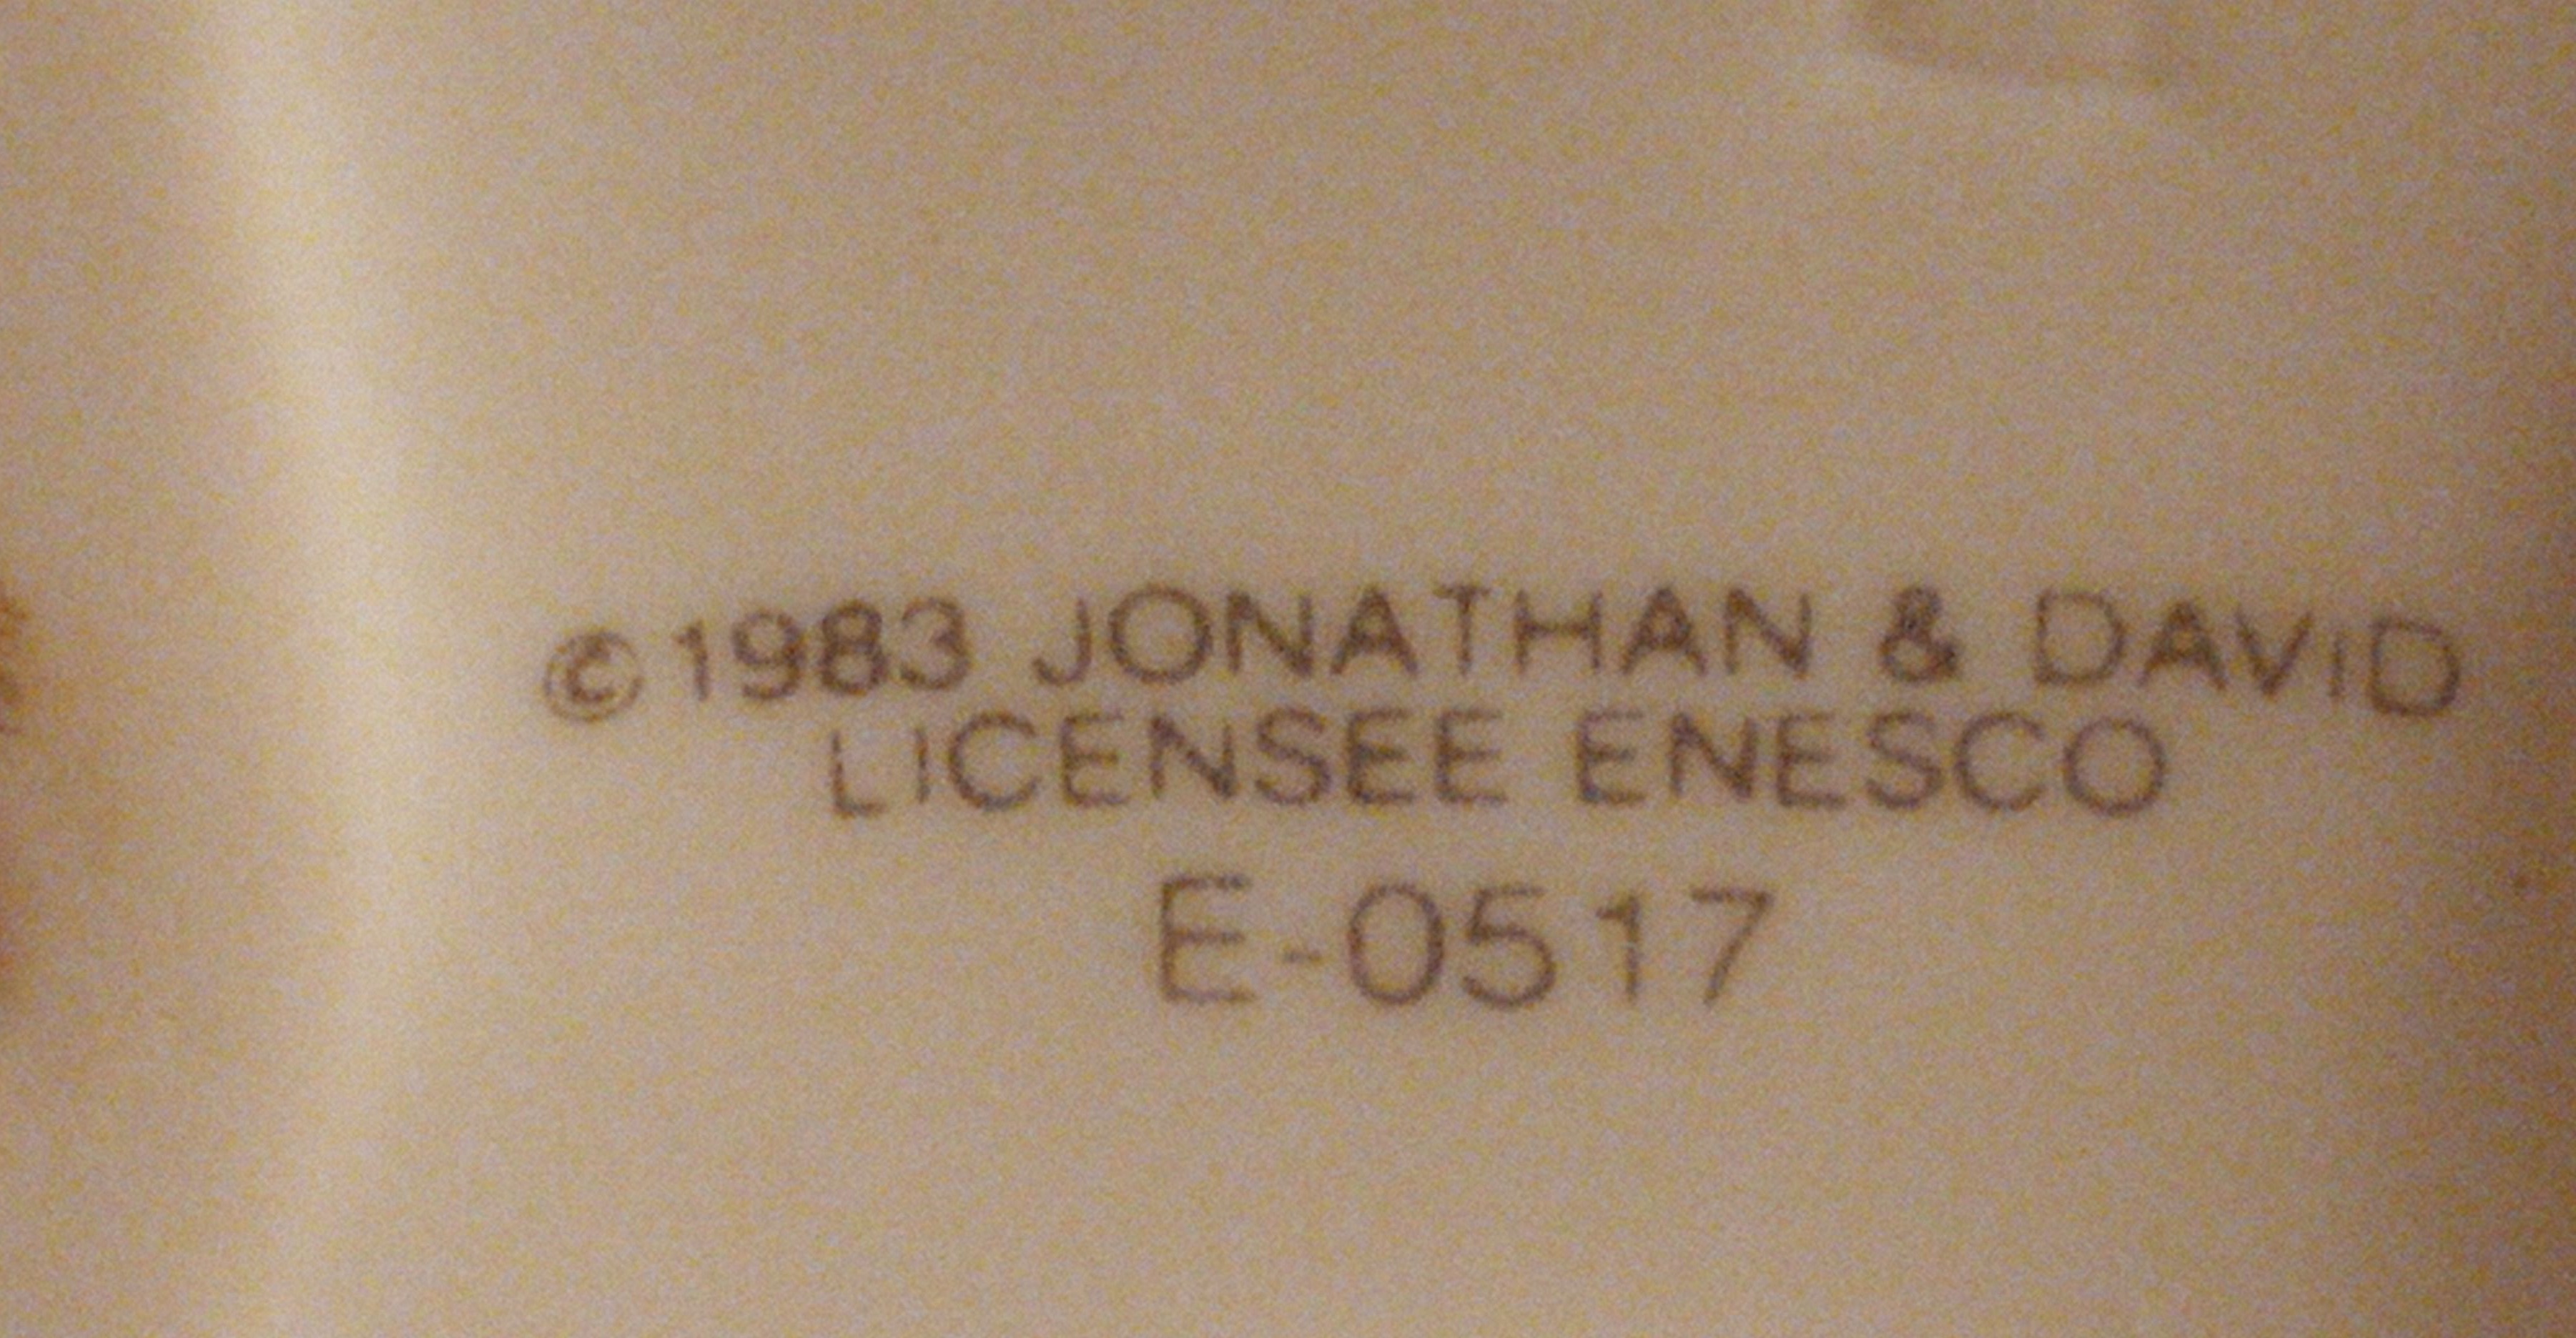 ©1983 JONATHAN & DAVID
LICENSEE ENESCO
E-0517